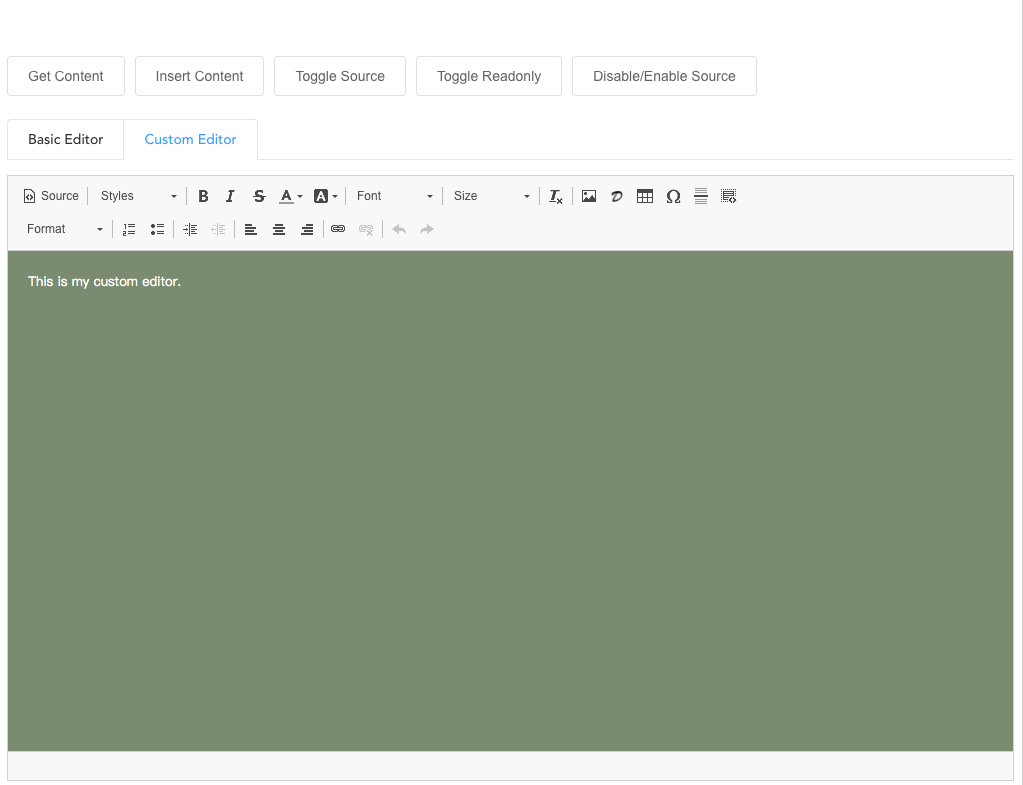 Get Content Insert Content Toggle Source Toggle Readonly Disable/Enable Source
Basic Editor Custom Editor
Source Styles B I S A A Font Size Tx Ω
Format
This is my custom editor.